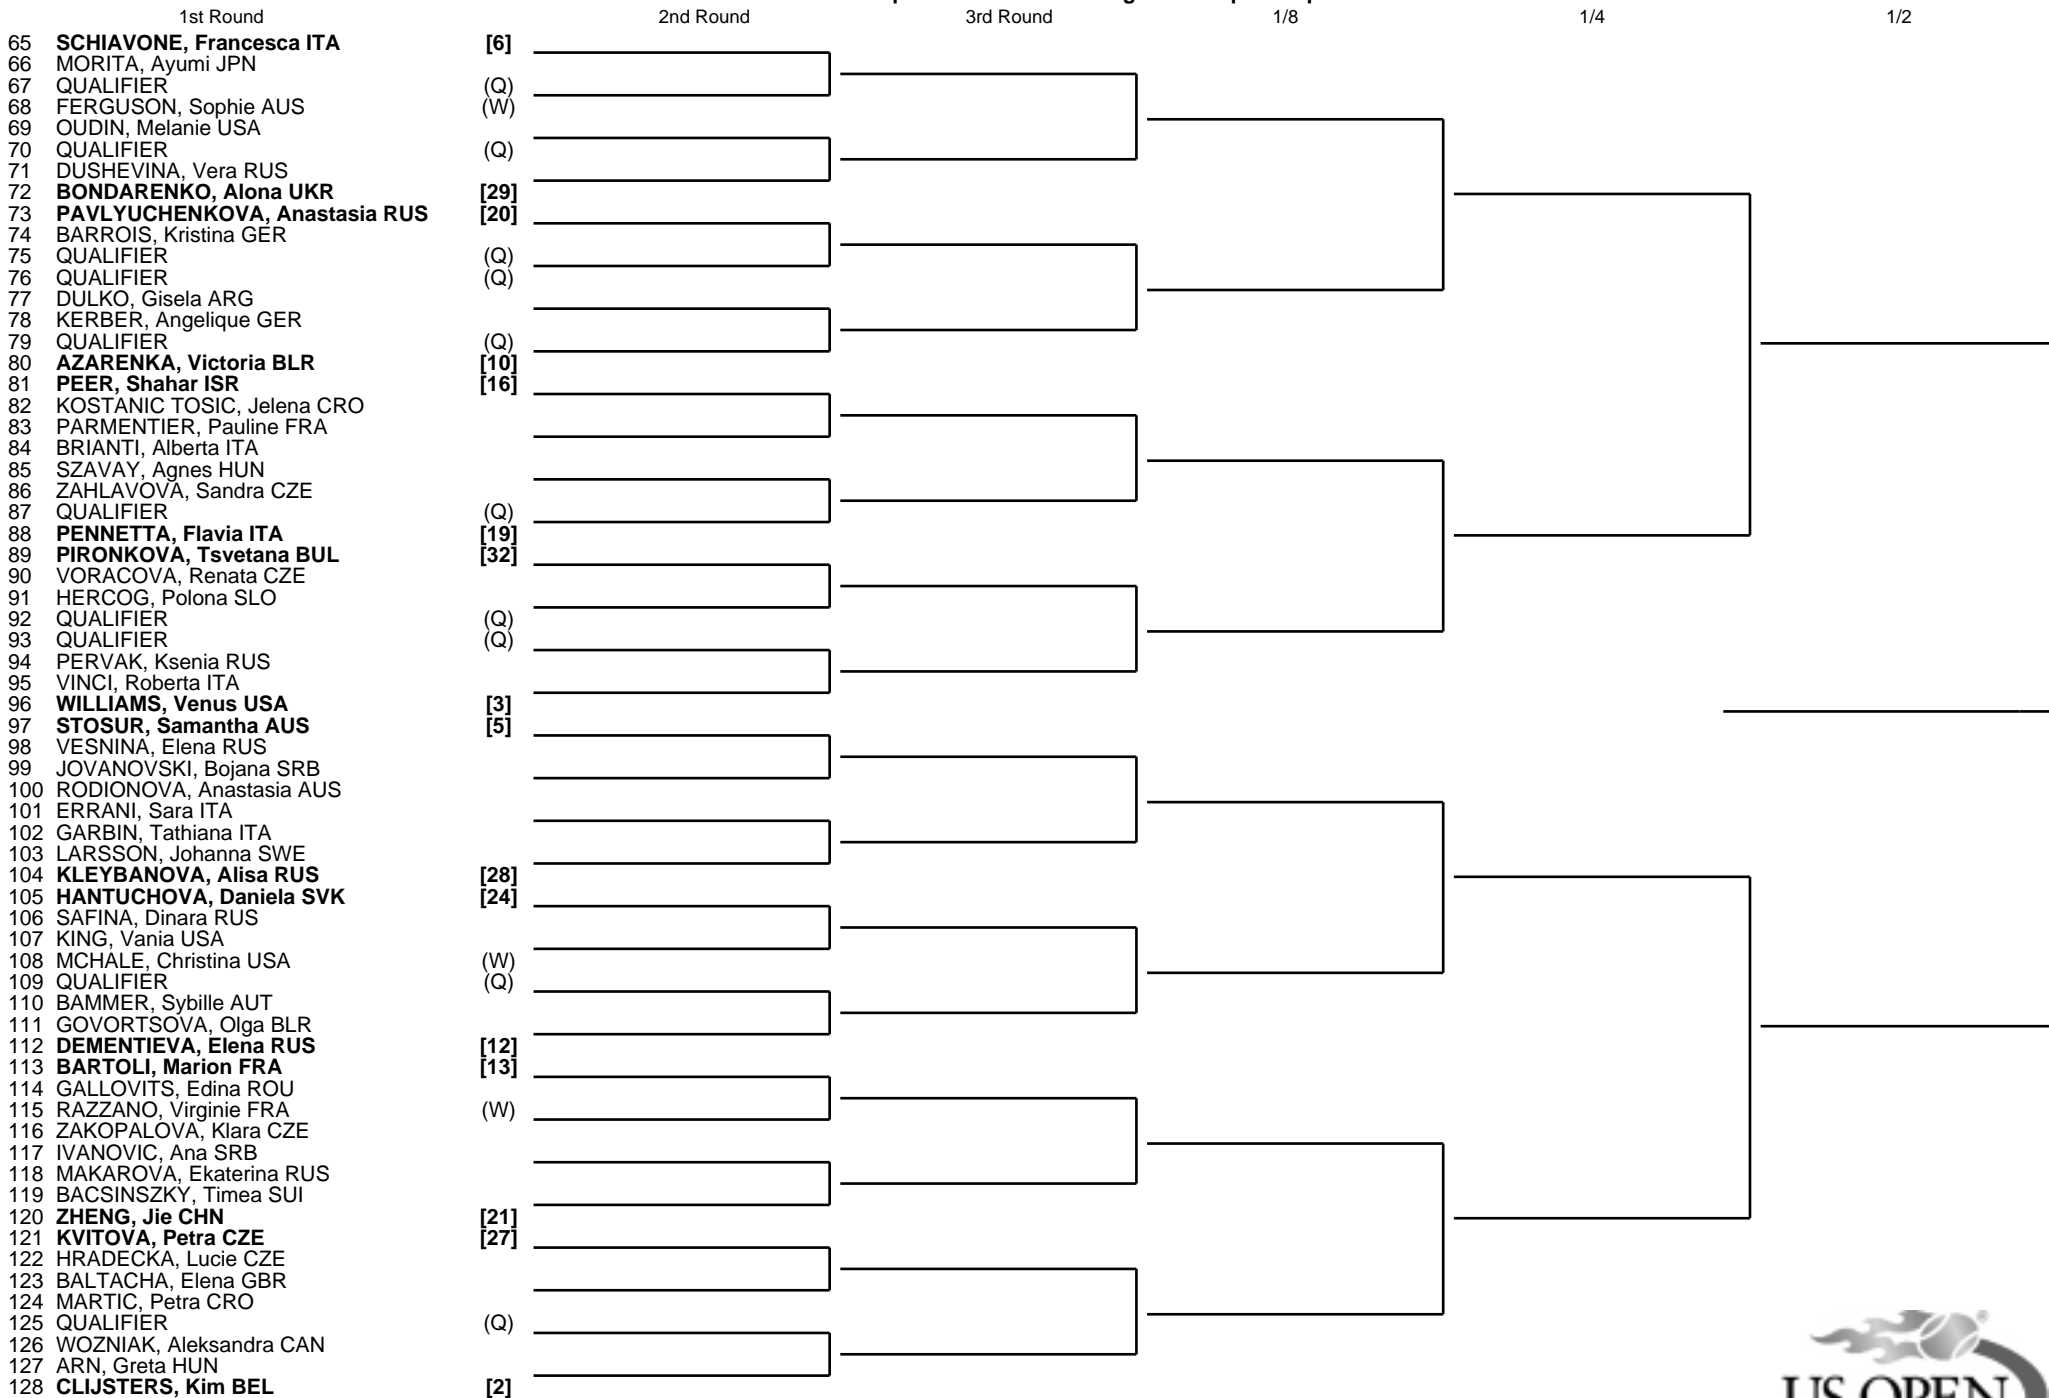 1st Round 2nd Round 3rd Round 1/8 1/4 1/2
65 SCHIAVONE, Francesca ITA [6]
66 MORITA, Ayumi JPN
67 QUALIFIER (Q)
68 FERGUSON, Sophie AUS (W)
69 OUDIN, Melanie USA
70 QUALIFIER (Q)
71 DUSHEVINA, Vera RUS
72 BONDARENKO, Alona UKR [29]
73 PAVLYUCHENKOVA, Anastasia RUS [20]
74 BARROIS, Kristina GER
75 QUALIFIER (Q)
76 QUALIFIER (Q)
77 DULKO, Gisela ARG
78 KERBER, Angelique GER
79 QUALIFIER (Q)
80 AZARENKA, Victoria BLR [10]
81 PEER, Shahar ISR [16]
82 KOSTANIC TOSIC, Jelena CRO
83 PARMENTIER, Pauline FRA
84 BRIANTI, Alberta ITA
85 SZAVAY, Agnes HUN
86 ZAHLAVOVA, Sandra CZE
87 QUALIFIER (Q)
88 PENNETTA, Flavia ITA [19]
89 PIRONKOVA, Tsvetana BUL [32]
90 VORACOVA, Renata CZE
91 HERCOG, Polona SLO
92 QUALIFIER (Q)
93 QUALIFIER (Q)
94 PERVAK, Ksenia RUS
95 VINCI, Roberta ITA
96 WILLIAMS, Venus USA [3]
97 STOSUR, Samantha AUS [5]
98 VESNINA, Elena RUS
99 JOVANOVSKI, Bojana SRB
100 RODIONOVA, Anastasia AUS
101 ERRANI, Sara ITA
102 GARBIN, Tathiana ITA
103 LARSSON, Johanna SWE
104 KLEYBANOVA, Alisa RUS [28]
105 HANTUCHOVA, Daniela SVK [24]
106 SAFINA, Dinara RUS
107 KING, Vania USA
108 MCHALE, Christina USA (W)
109 QUALIFIER (Q)
110 BAMMER, Sybille AUT
111 GOVORTSOVA, Olga BLR
112 DEMENTIEVA, Elena RUS [12]
113 BARTOLI, Marion FRA [13]
114 GALLOVITS, Edina ROU
115 RAZZANO, Virginie FRA (W)
116 ZAKOPALOVA, Klara CZE
117 IVANOVIC, Ana SRB
118 MAKAROVA, Ekaterina RUS
119 BACSINSZKY, Timea SUI
120 ZHENG, Jie CHN [21]
121 KVITOVA, Petra CZE [27]
122 HRADECKA, Lucie CZE
123 BALTACHA, Elena GBR
124 MARTIC, Petra CRO
125 QUALIFIER (Q)
126 WOZNIAK, Aleksandra CAN
127 ARN, Greta HUN
128 CLIJSTERS, Kim BEL [2]
US OPEN